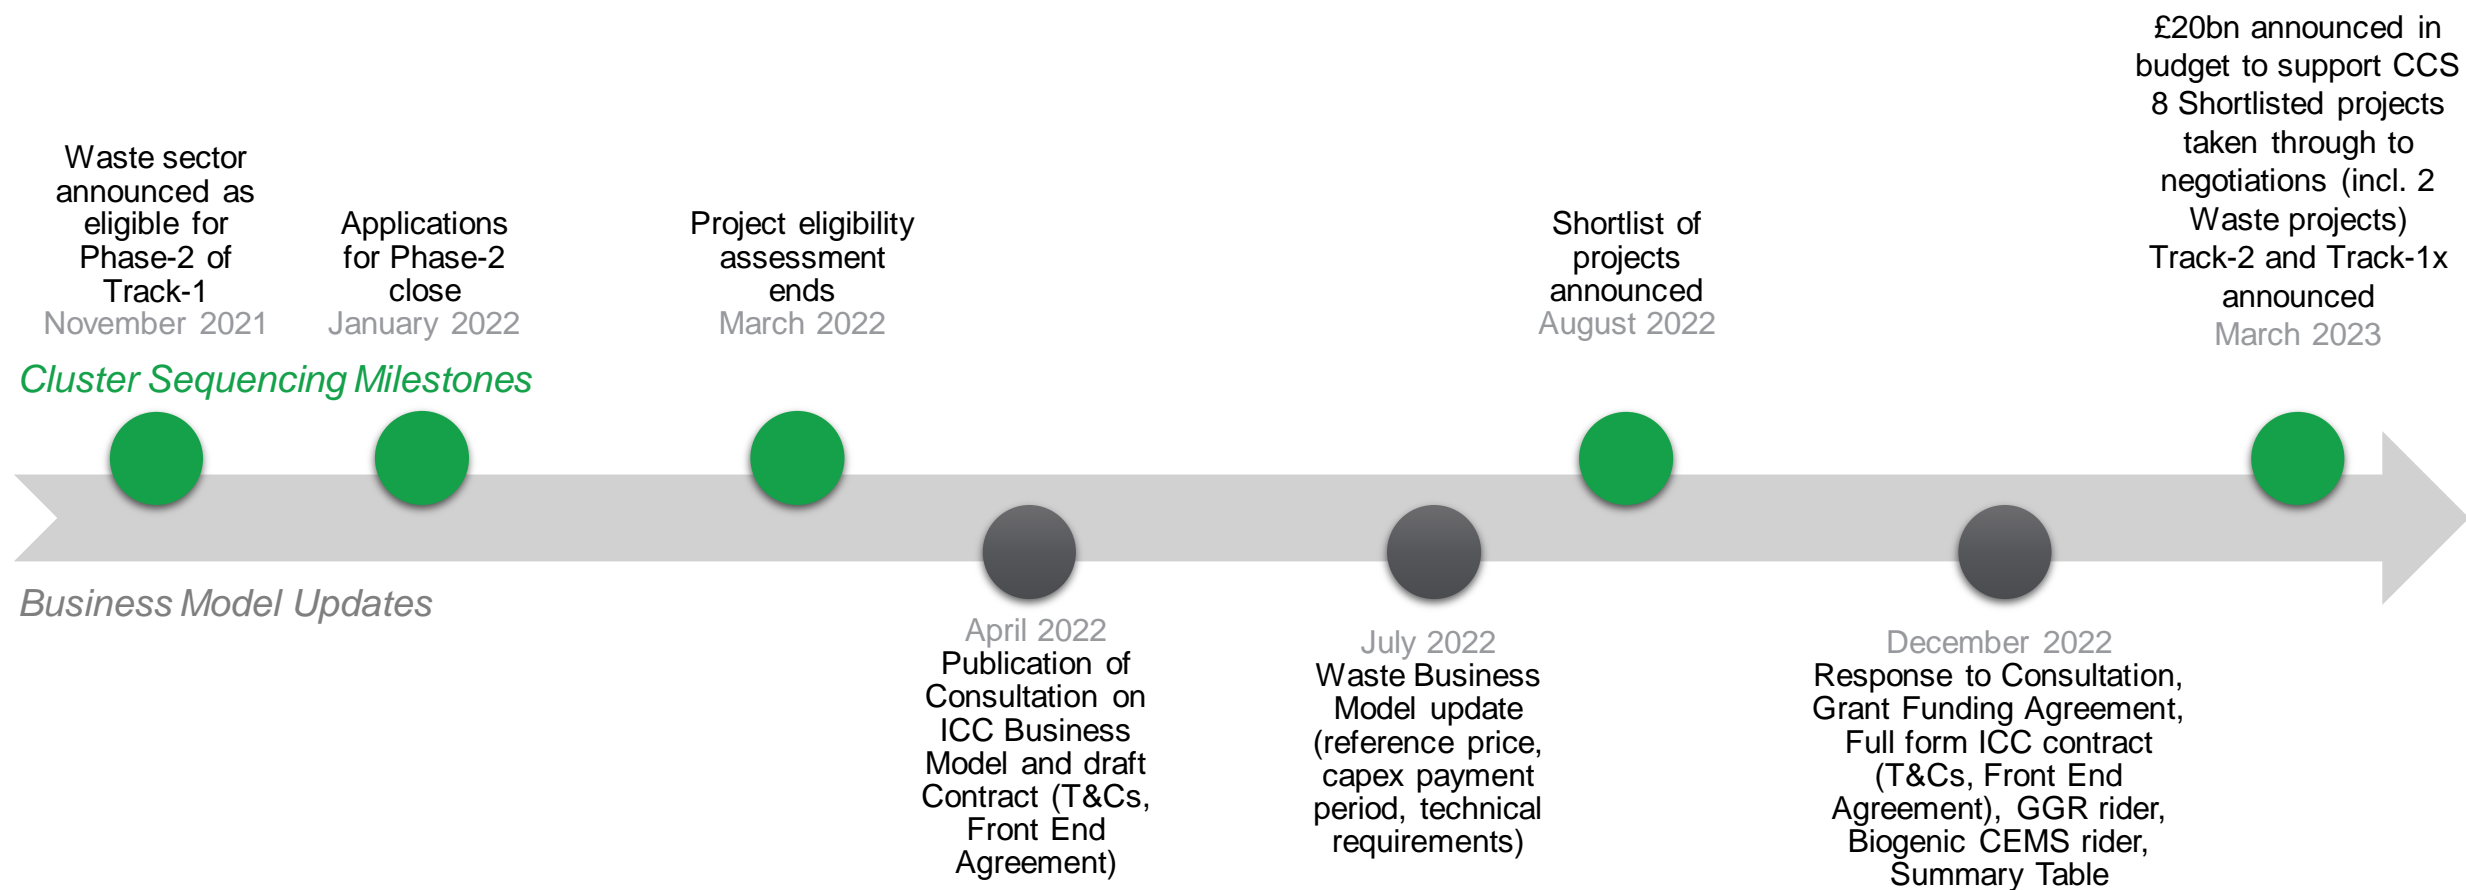 Waste sector
announced as
eligible for
Phase-2 of
Track-1
November 2021
Applications
for Phase-2
close
January 2022
Project eligibility
assessment
ends
March 2022
Shortlist of
projects
announced
August 2022
£20bn announced in
budget to support CCS
8 Shortlisted projects
taken through to
negotiations (incl. 2
Waste projects)
Track-2 and Track-1x
announced
March 2023
Cluster Sequencing Milestones
Business Model Updates
April 2022
Publication of
Consultation on
ICC Business
Model and draft
Contract (T&Cs,
Front End
Agreement)
July 2022
Waste Business
Model update
(reference price,
capex payment
period, technical
requirements)
December 2022
Response to Consultation,
Grant Funding Agreement,
Full form ICC contract
(T&Cs, Front End
Agreement), GGR rider,
Biogenic CEMS rider,
Summary Table